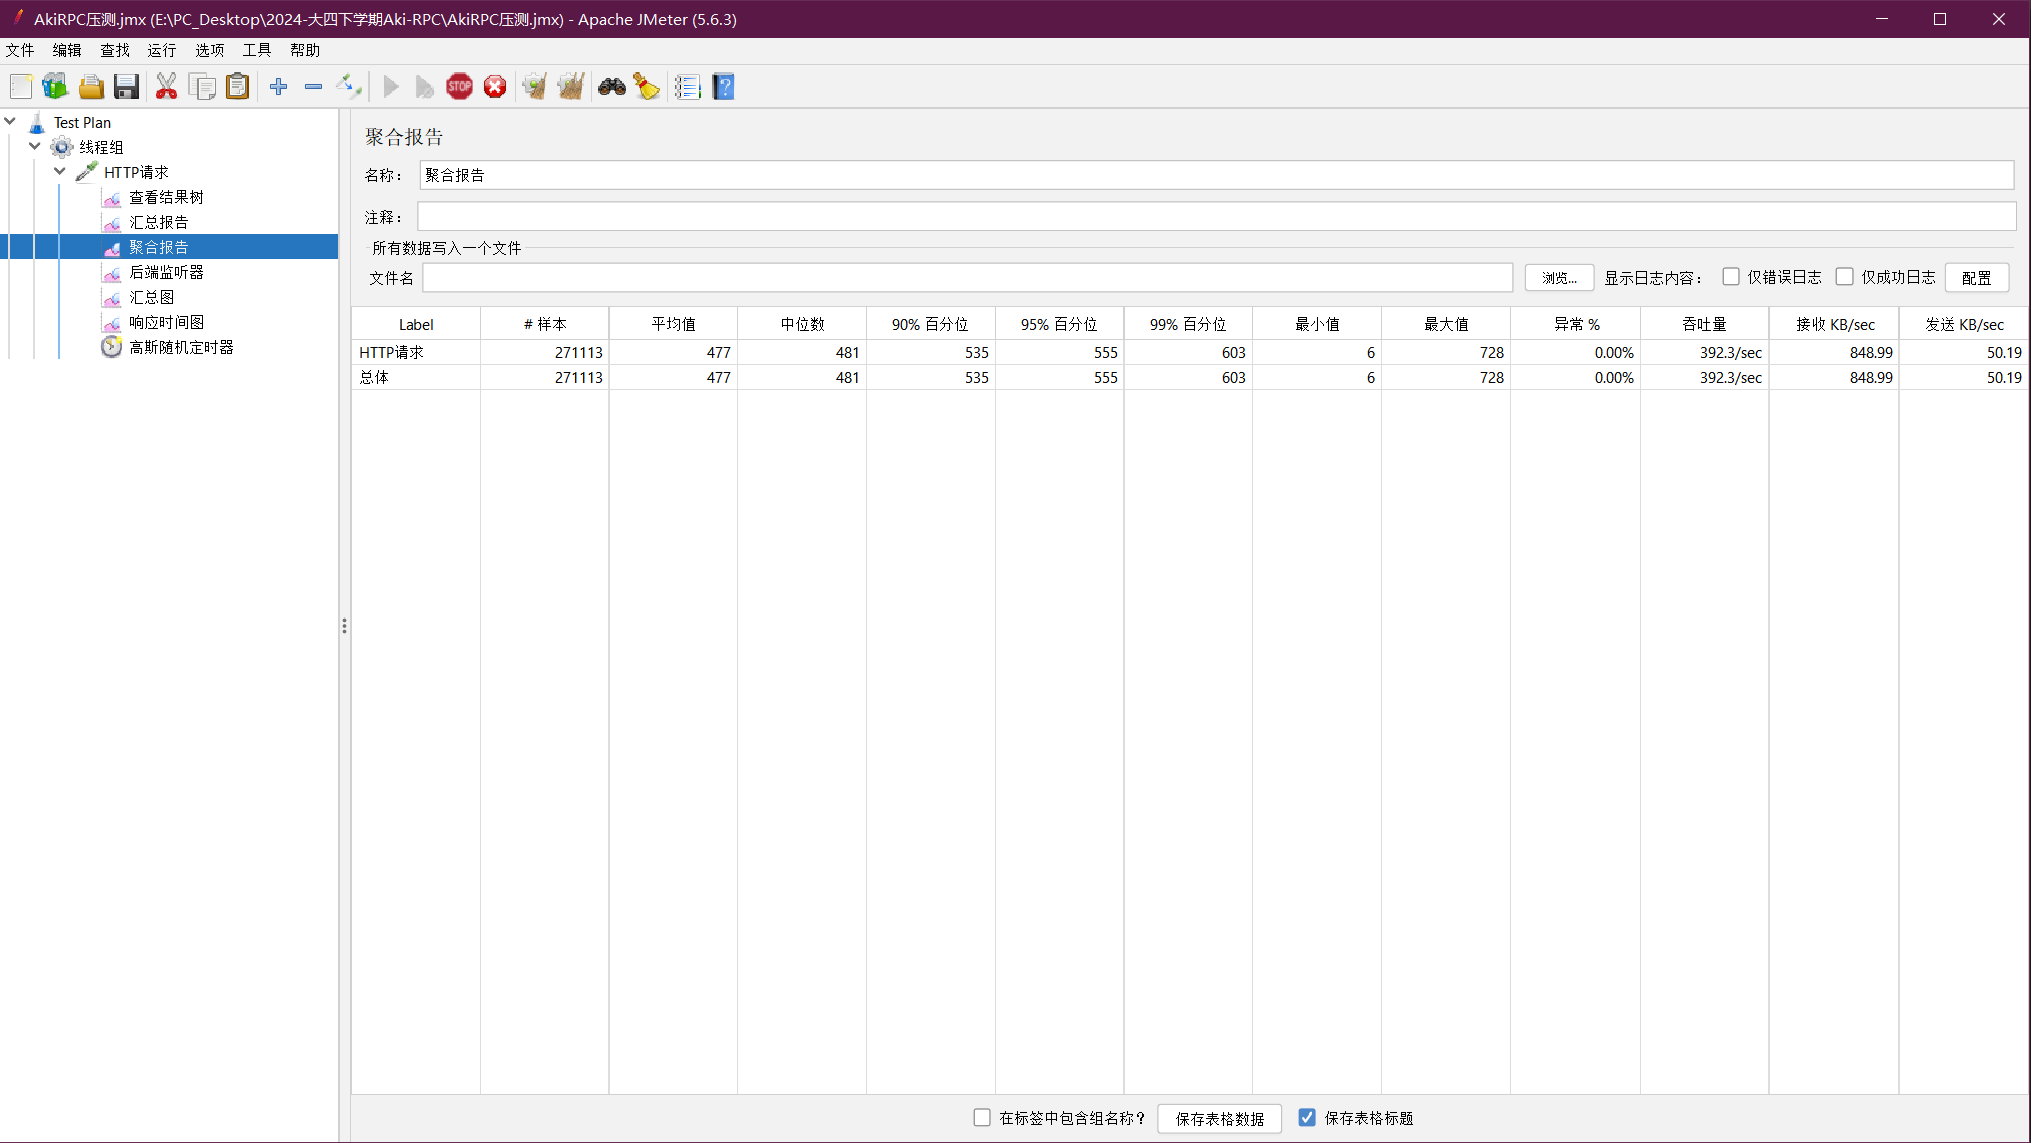 AkiRPC压测.jmx (E:\PC_Desktop\2024-大四下学期Aki-RPC\AkiRPC压测.jmx) - Apache JMeter (5.6.3)
文件 编辑 查找 运行 选项 工具 帮助
STOP
Test Plan
线程组
HTTP请求
查看结果树
汇总报告
聚合报告
后端监听器
汇总图
响应时间图
高斯随机定时器
聚合报告
名称： 聚合报告
注释：
所有数据写入一个文件
文件名 浏览... 显示日志内容： 仅错误日志 仅成功日志 配置
Label # 样本 平均值 中位数 90% 百分位 95% 百分位 99% 百分位 最小值 最大值 异常 % 吞吐量 接收 KB/sec 发送 KB/sec
HTTP请求 271113 477 481 535 555 603 6 728 0.00% 392.3/sec 848.99 50.19
总体 271113 477 481 535 555 603 6 728 0.00% 392.3/sec 848.99 50.19
在标签中包含组名称？ 保存表格数据 保存表格标题